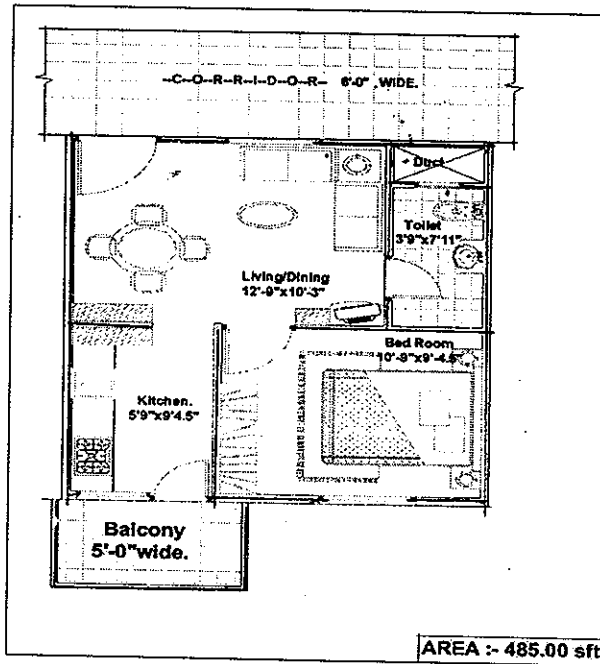 --C--O--R--R--I--D--O--R-- 6'-0" .WIDE.
Duct
Toilet
3'9"x7'11"
Living/Dining
12'-9"x10'-3"
Bed Room
10'-9"x9'-4.5"
Kitchen.
5'9"x9'4.5"
Balcony
5'-0"wide.
AREA :- 485.00 sft